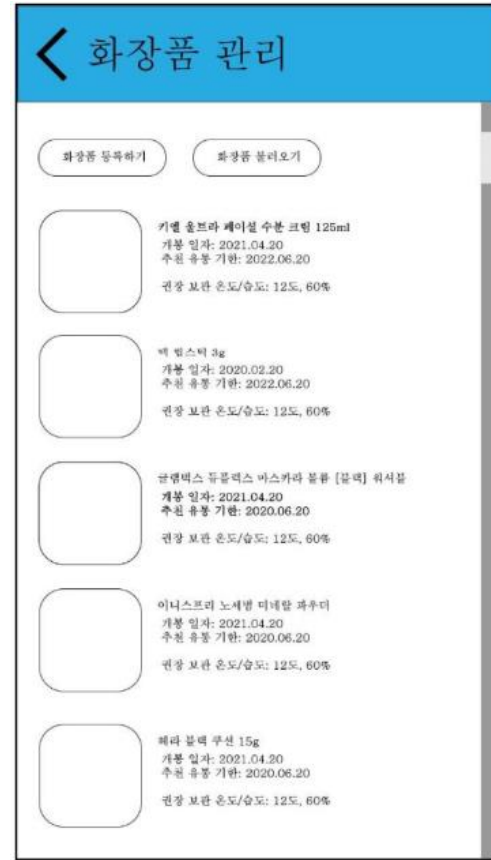 화장품 관리
화장품 등록하기
화장품 불러오기
키엘 울트라 페이셜 수분 크림 125ml
개봉 일자: 2021.04.20
추천 유통 기한: 2022.06.20
권장 보관 온도/습도: 12도, 60%
맥 립스틱 3g
개봉 일자: 2020.02.20
추천 유통 기한: 2022.06.20
권장 보관 온도/습도: 12도, 60%
글램벅스 듀플렉스 마스카라 볼륨 [블랙] 워셔블
개봉 일자: 2021.04.20
추천 유통 기한: 2020.06.20
권장 보관 온도/습도: 12도, 60%
이니스프리 노세범 미네랄 파우더
개봉 일자: 2021.04.20
추천 유통 기한: 2020.06.20
권장 보관 온도/습도: 12도, 60%
헤라 블랙 쿠션 15g
개봉 일자: 2021.04.20
추천 유통 기한: 2020.06.20
권장 보관 온도/습도: 12도, 60%